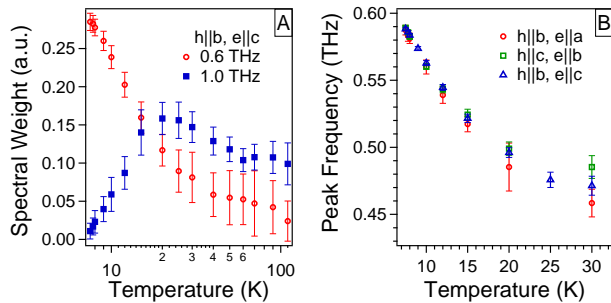 A
h||b, e||c
0.6 THz
1.0 THz
Spectral Weight (a.u.)
0.25
0.20
0.15
0.10
0.05
0.00
10
2
3
4
5
6
100
Temperature (K)
B
h||b, e||a
h||c, e||b
h||b, e||c
Peak Frequency (THz)
0.60
0.55
0.50
0.45
10
15
20
25
30
Temperature (K)